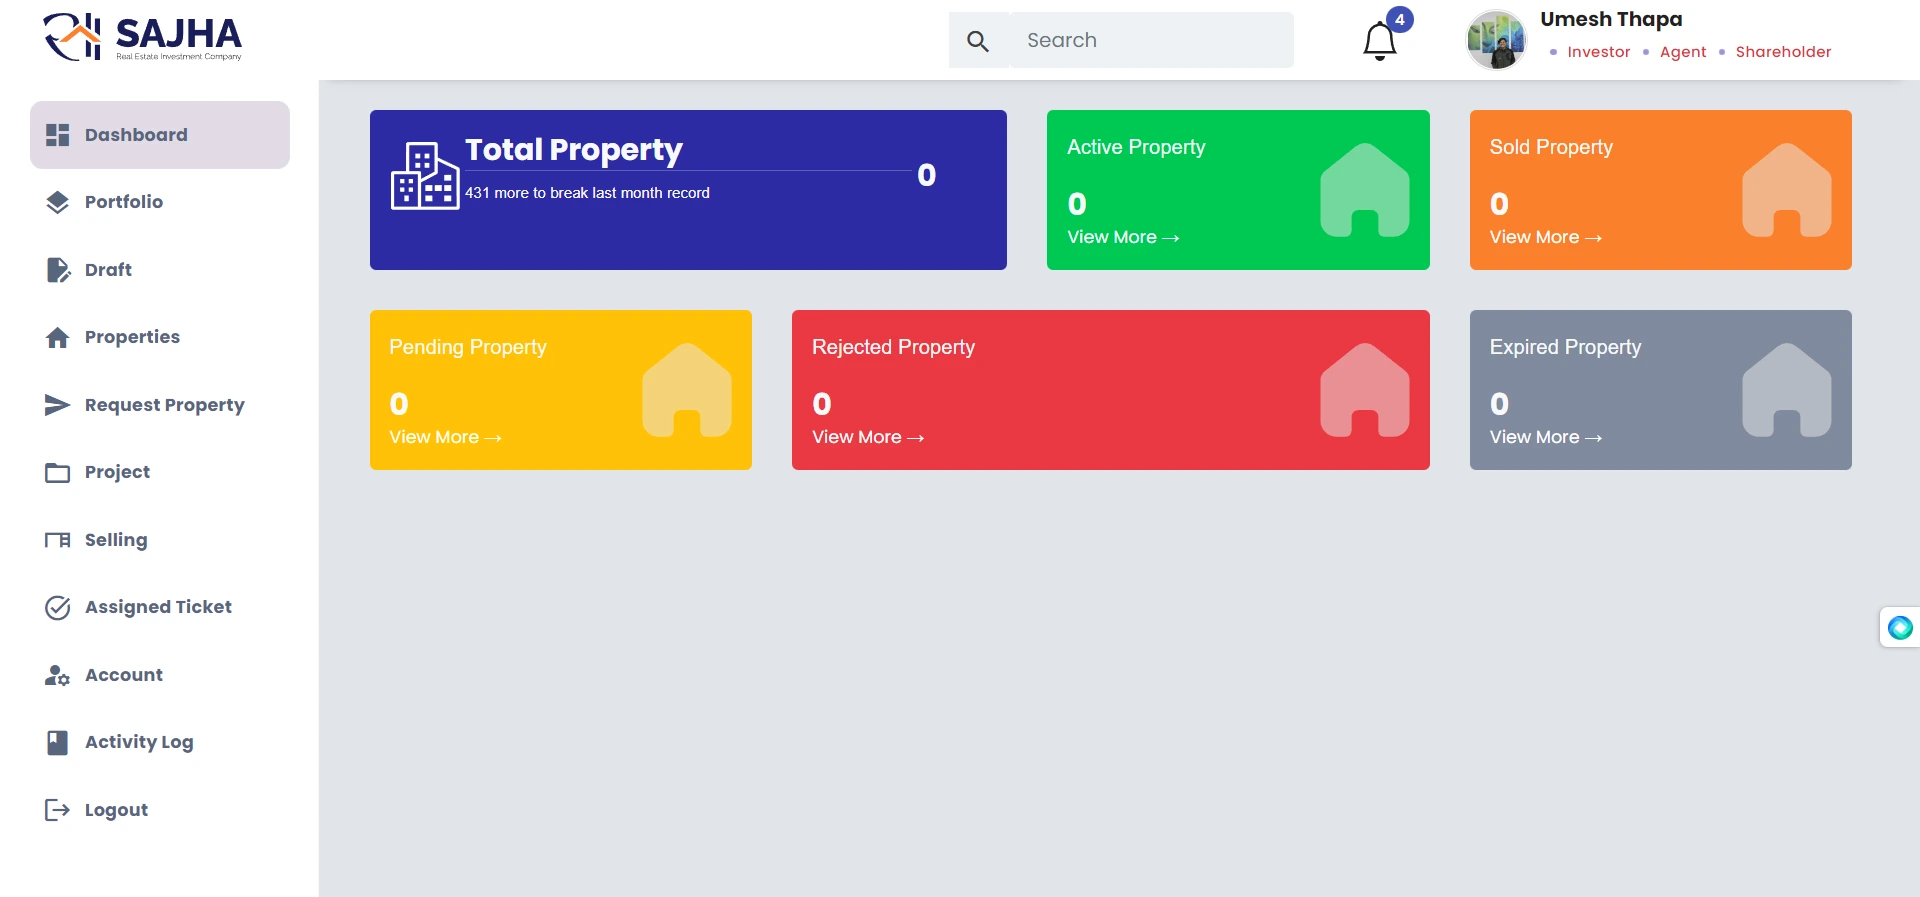 SAJHA
Real Estate Investment Company
Search
4
Umesh Thapa
• Investor • Agent • Shareholder
Dashboard
Portfolio
Draft
Properties
Request Property
Project
Selling
Assigned Ticket
Account
Activity Log
Logout
Total Property
431 more to break last month record
0
Active Property
0
View More →
Sold Property
0
View More →
Pending Property
0
View More →
Rejected Property
0
View More →
Expired Property
0
View More →